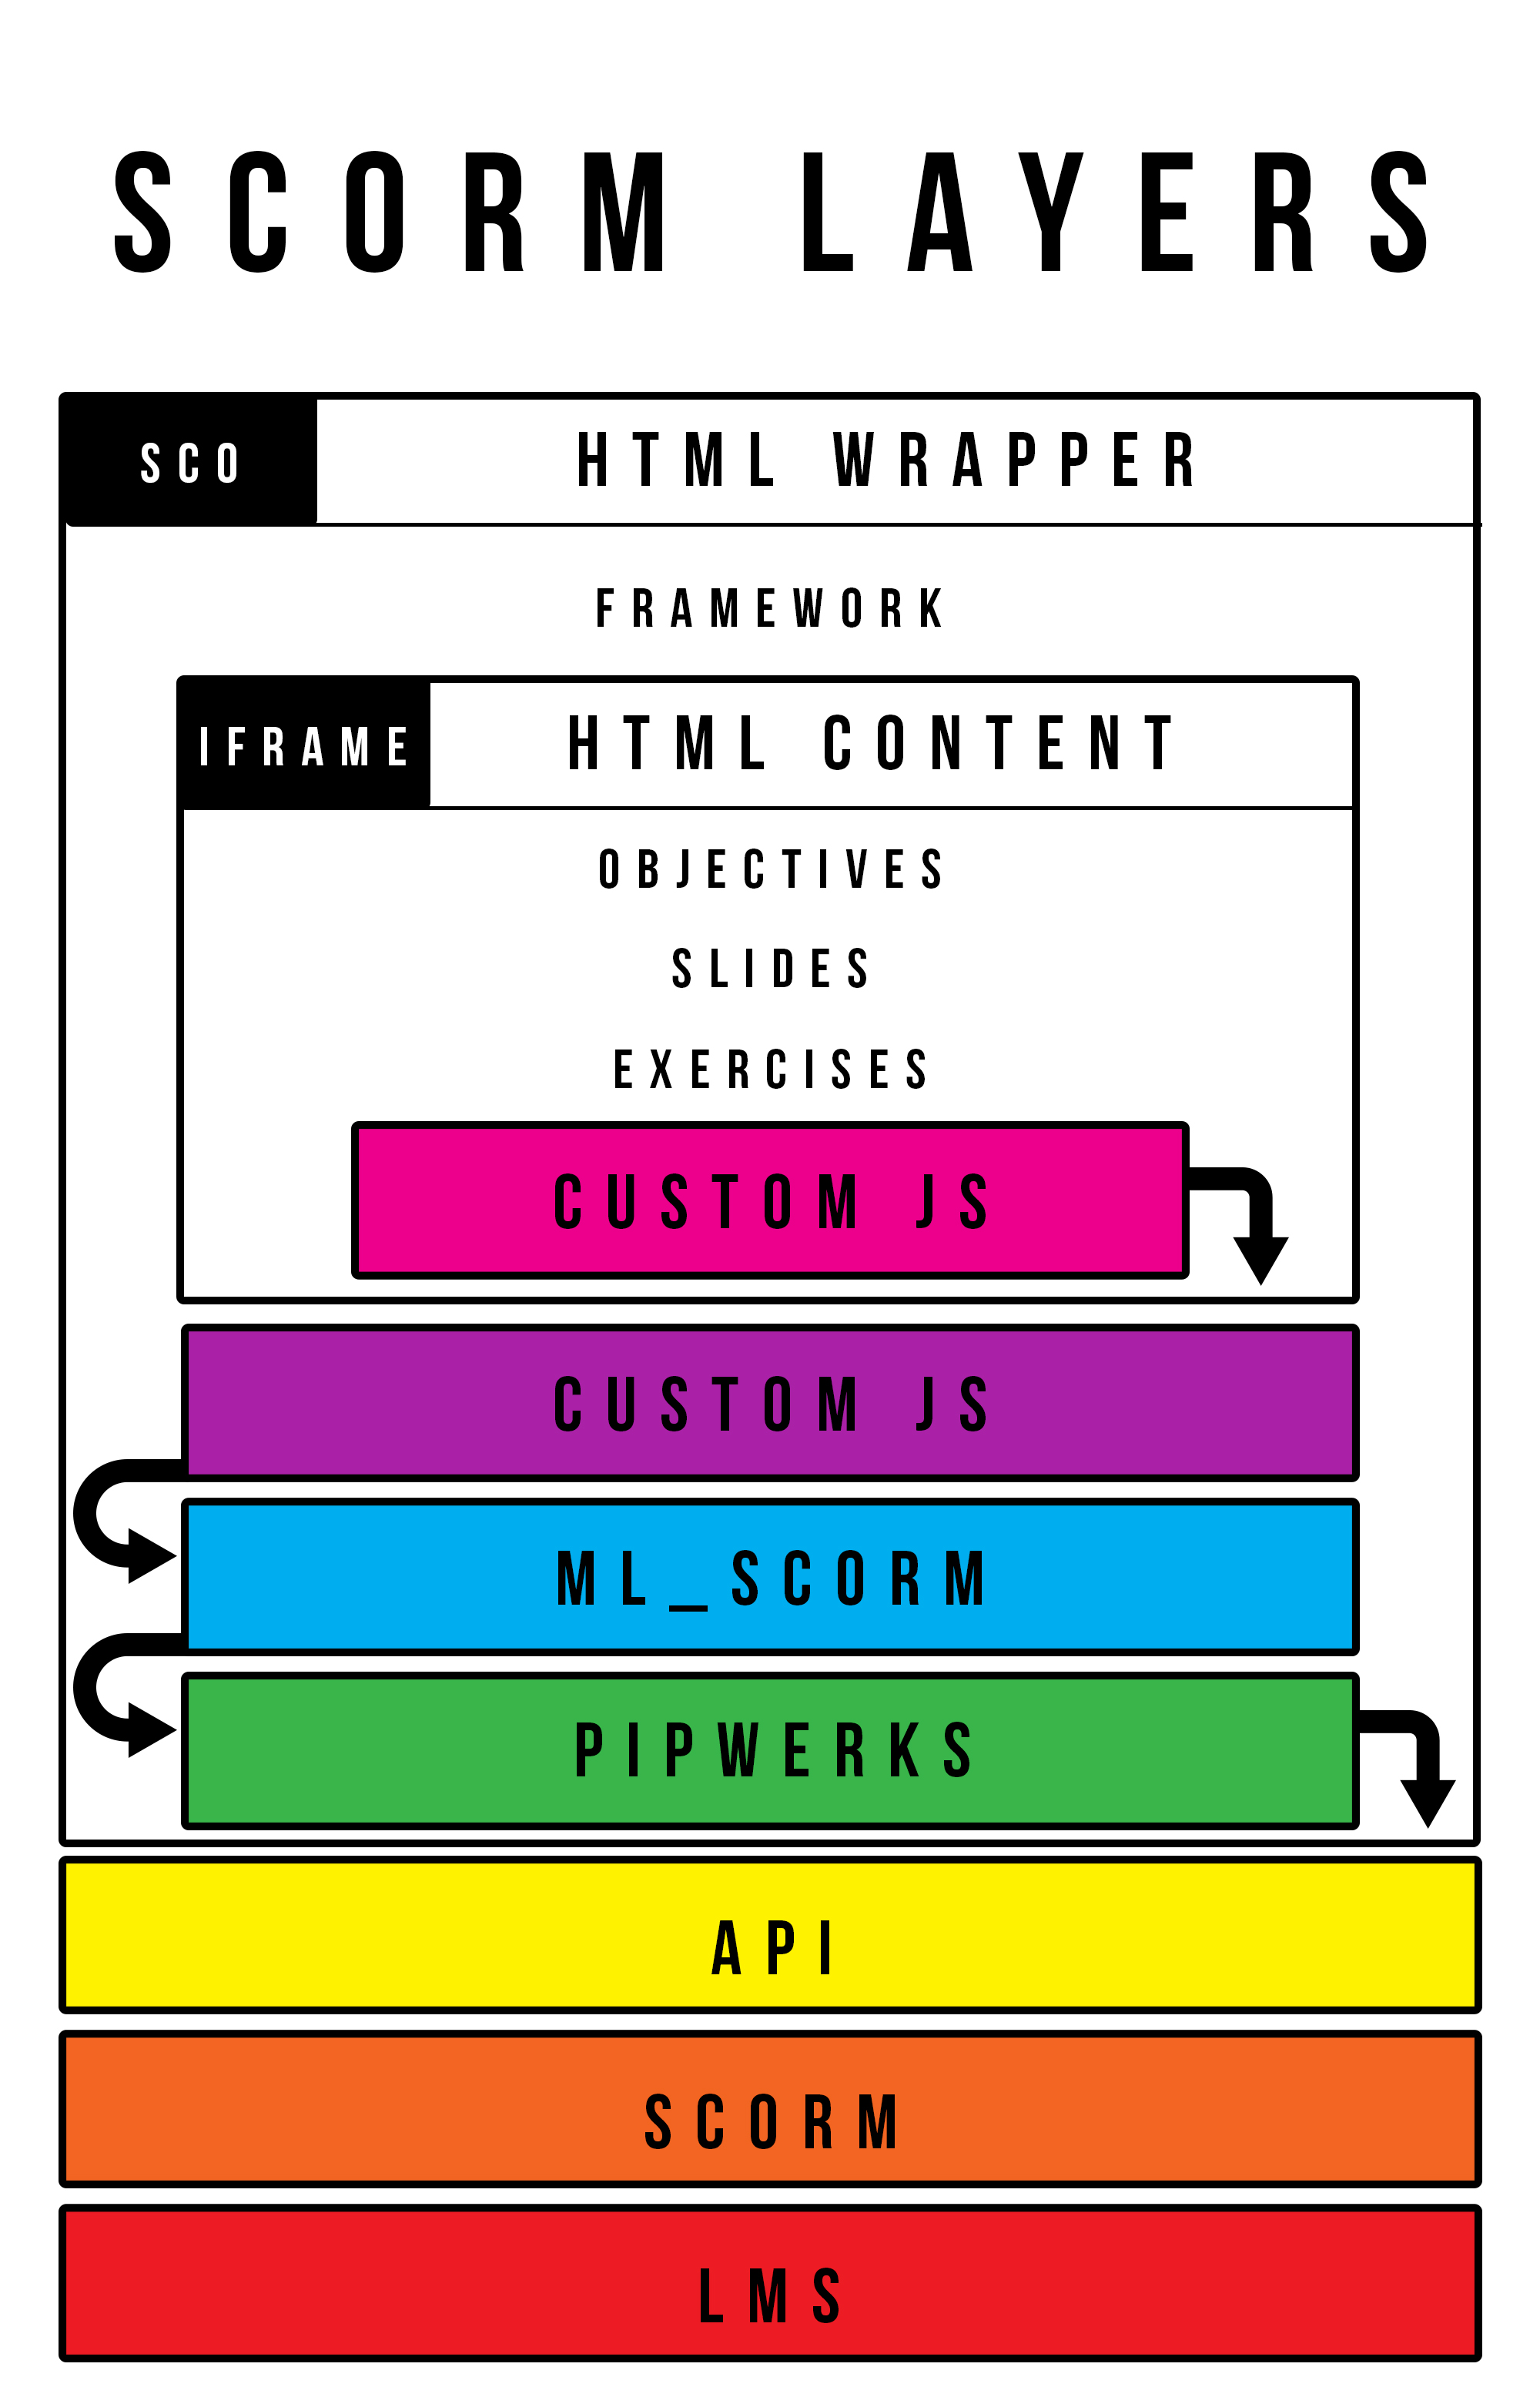 SCORM LAYERS
SCO
HTML WRAPPER
FRAMEWORK
IFRAME
HTML CONTENT
OBJECTIVES
SLIDES
EXERCISES
CUSTOM JS
CUSTOM JS
ML_SCORM
PIPWERKS
API
SCORM
LMS